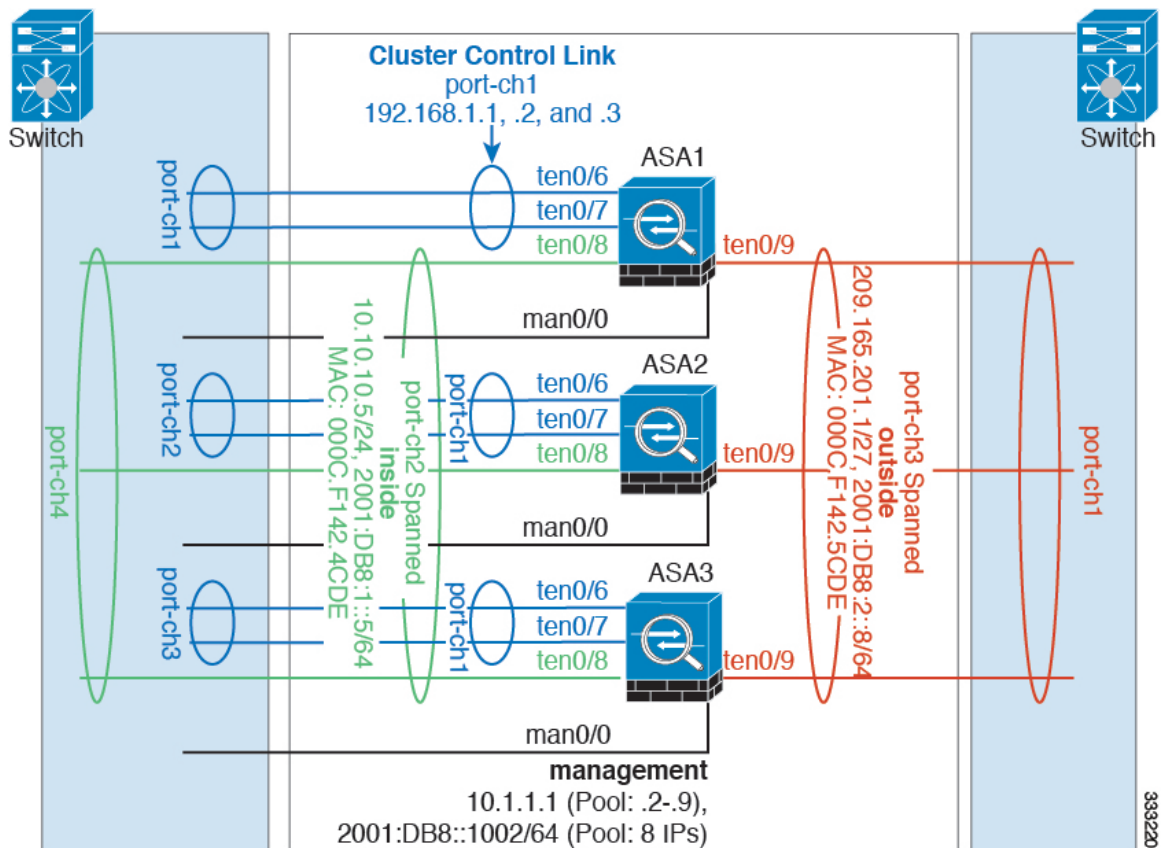 Switch
Switch
Cluster Control Link
port-ch1
192.168.1.1, .2, and .3
ASA1
port-ch1
ten0/6
ten0/7
ten0/8
ten0/9
man0/0
ASA2
port-ch2
port-ch1
ten0/6
ten0/7
ten0/8
ten0/9
man0/0
ASA3
port-ch3
port-ch1
ten0/6
ten0/7
ten0/8
ten0/9
man0/0
port-ch4
port-ch2 Spanned
inside
10.10.10.5/24, 2001:DB8:1::5/64
MAC: 000C.F142.4CDE
port-ch3 Spanned
outside
209.165.201.1/27, 2001:DB8:2::8/64
MAC: 000C.F142.5CDE
port-ch1
management
10.1.1.1 (Pool: .2-.9),
2001:DB8::1002/64 (Pool: 8 IPs)
333220